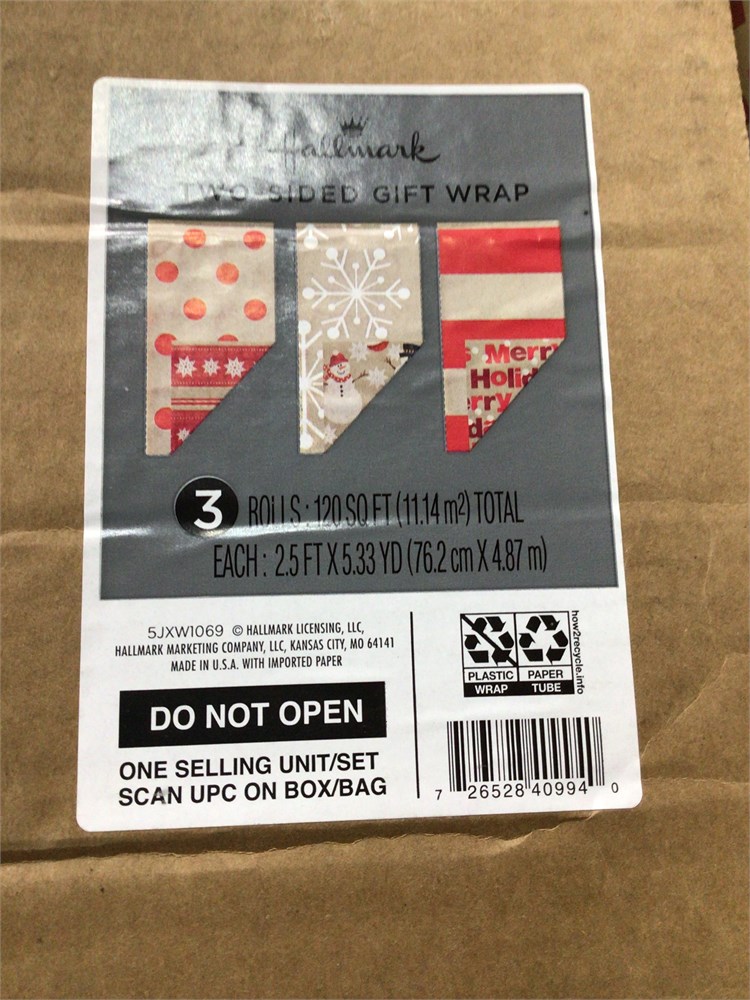 Hallmark
TWO-SIDED GIFT WRAP
Merry
Holid
erry
da
3 ROLLS : 120 SQ FT (11.14 m²) TOTAL
EACH : 2.5 FT X 5.33 YD (76.2 cm X 4.87 m)
5JXW1069 © HALLMARK LICENSING, LLC,
HALLMARK MARKETING COMPANY, LLC, KANSAS CITY, MO 64141
MADE IN U.S.A. WITH IMPORTED PAPER
DO NOT OPEN
ONE SELLING UNIT/SET
SCAN UPC ON BOX/BAG
PLASTIC PAPER
WRAP TUBE
how2recycle.info
7 26528 40994 0